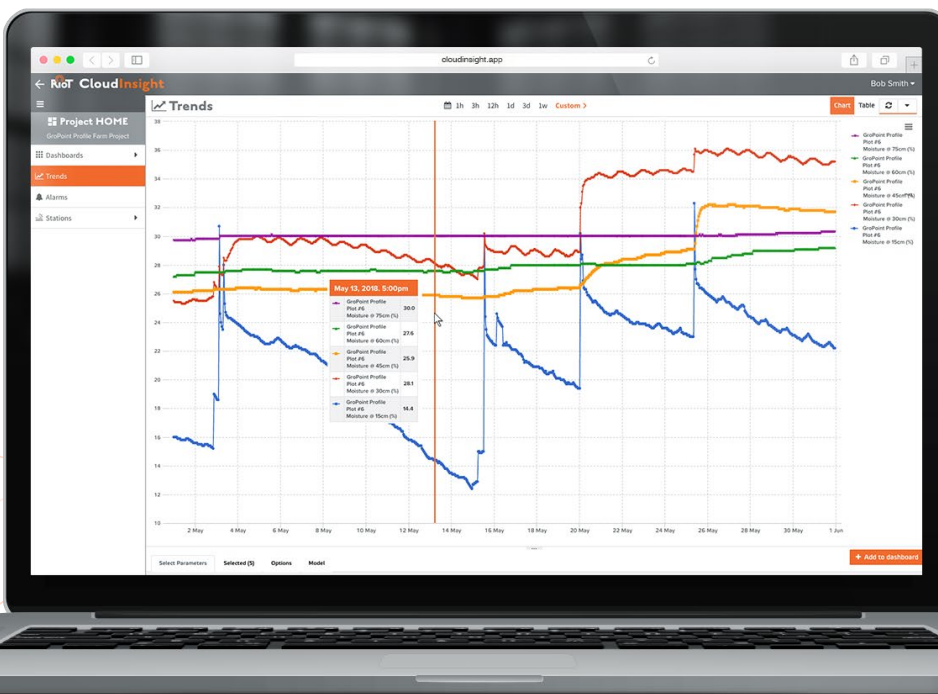 cloudinsight.app
RIoT CloudInsight
Bob Smith
Project HOME
GroPoint Profile Farm Project
Dashboards
Trends
Alarms
Stations
Trends
1h 3h 12h 1d 3d 1w Custom >
Chart Table
38
36
34
32
30
28
26
24
22
20
18
16
14
12
10
2 May 4 May 6 May 8 May 10 May 12 May 14 May 16 May 18 May 20 May 22 May 24 May 26 May 28 May 30 May 1 Jun
GroPoint Profile
Plot #6
Moisture @ 75cm (%)
GroPoint Profile
Plot #6
Moisture @ 60cm (%)
GroPoint Profile
Plot #6
Moisture @ 45cm (%)
GroPoint Profile
Plot #6
Moisture @ 30cm (%)
GroPoint Profile
Plot #6
Moisture @ 15cm (%)
May 13, 2018. 5:00pm
GroPoint Profile
Plot #6 30.0
Moisture @ 75cm (%)
GroPoint Profile
Plot #6 27.6
Moisture @ 60cm (%)
GroPoint Profile
Plot #6 25.9
Moisture @ 45cm (%)
GroPoint Profile
Plot #6 28.1
Moisture @ 30cm (%)
GroPoint Profile
Plot #6 14.4
Moisture @ 15cm (%)
Select Parameters Selected (5) Options Model
+ Add to dashboard